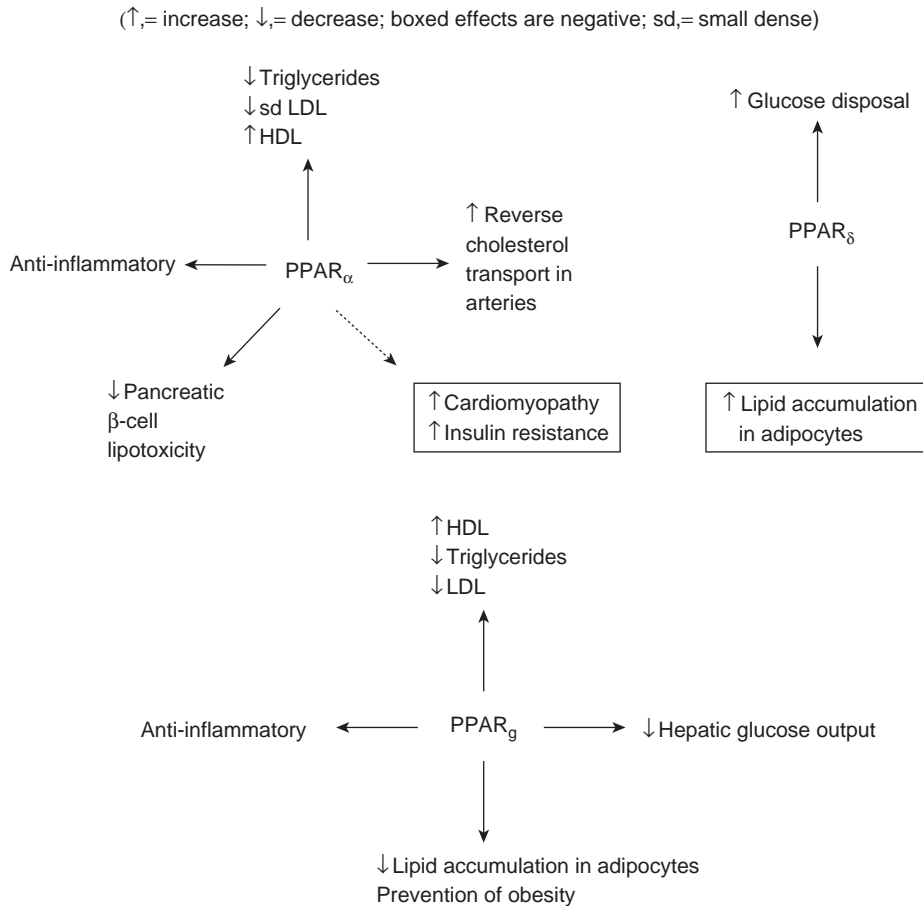 (↑,= increase; ↓,= decrease; boxed effects are negative; sd,= small dense)
↓Triglycerides
↓sd LDL
↑HDL
Anti-inflammatory
PPARα
↑ Reverse
cholesterol
transport in
arteries
↓Pancreatic
β-cell
lipotoxicity
↑Cardiomyopathy
↑Insulin resistance
↑ Glucose disposal
PPARδ
↑ Lipid accumulation
in adipocytes
↑HDL
↓Triglycerides
↓LDL
Anti-inflammatory
PPARg
↓Hepatic glucose output
↓Lipid accumulation in adipocytes
Prevention of obesity